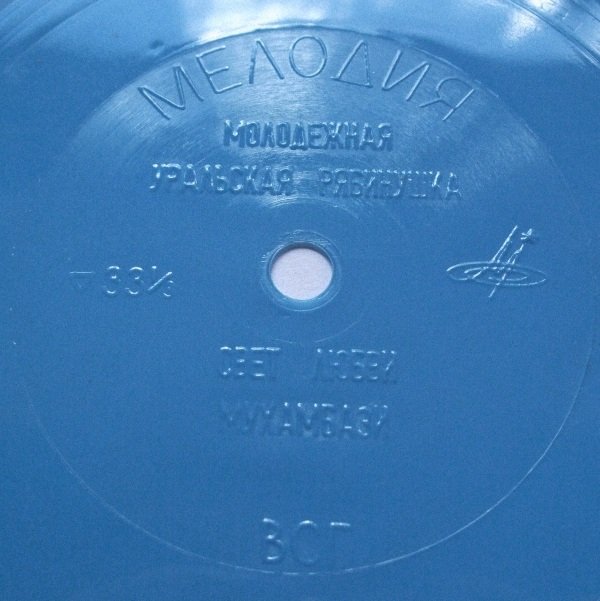 МЕЛОДИЯ
МОЛОДЕЖНАЯ
УРАЛЬСКАЯ РЯБИНУШКА
▽ 33⅓
СВЕТ ЛЮБВИ
МУХАМБАЗИ
ВСГ